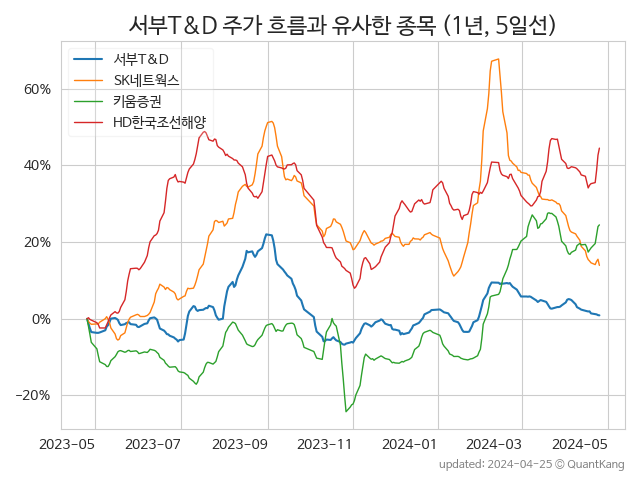 서부T&D 주가 흐름과 유사한 종목 (1년, 5일선)
서부T&D
SK네트웍스
키움증권
HD한국조선해양
60%
40%
20%
0%
−20%
2023-05 2023-07 2023-09 2023-11 2024-01 2024-03 2024-05
updated: 2024-04-25 © QuantKang